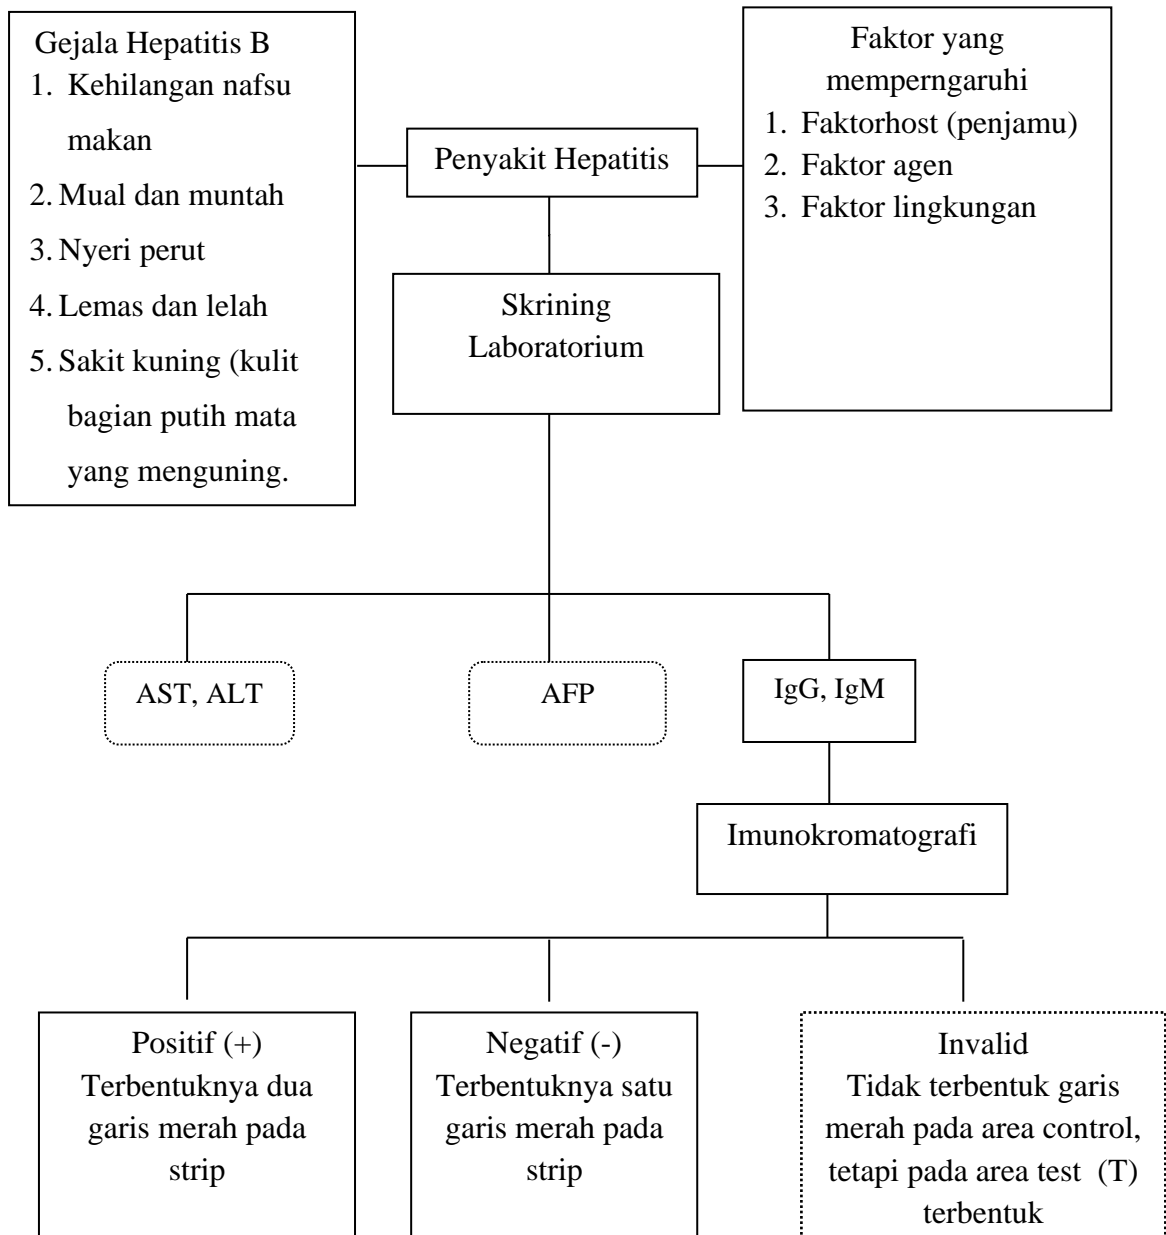 Gejala Hepatitis B
1. Kehilangan nafsu
makan
2. Mual dan muntah
3. Nyeri perut
4. Lemas dan lelah
5. Sakit kuning (kulit
bagian putih mata
yang menguning.
Penyakit Hepatitis
Faktor yang
memperngaruhi
1. Faktorhost (penjamu)
2. Faktor agen
3. Faktor lingkungan
Skrining
Laboratorium
AST, ALT
AFP
IgG, IgM
Imunokromatografi
Positif (+)
Terbentuknya dua
garis merah pada
strip
Negatif (-)
Terbentuknya satu
garis merah pada
strip
Invalid
Tidak terbentuk garis
merah pada area control,
tetapi pada area test (T)
terbentuk